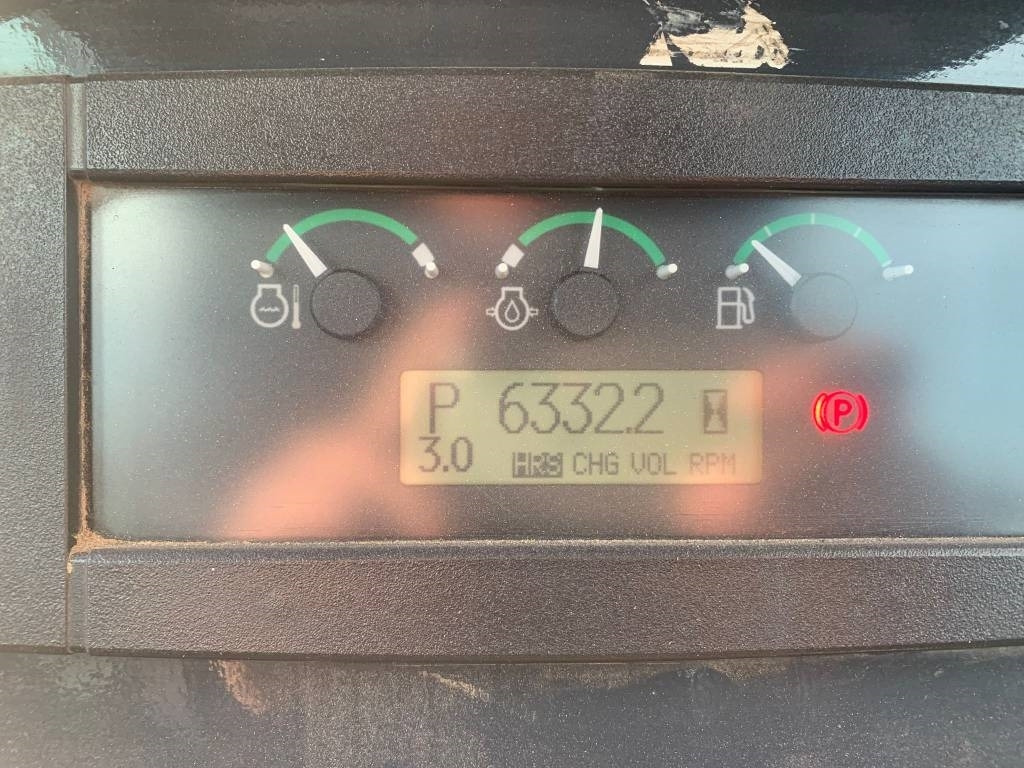 P 6332.2
3.0 HRS CHG VOL RPM
(P)